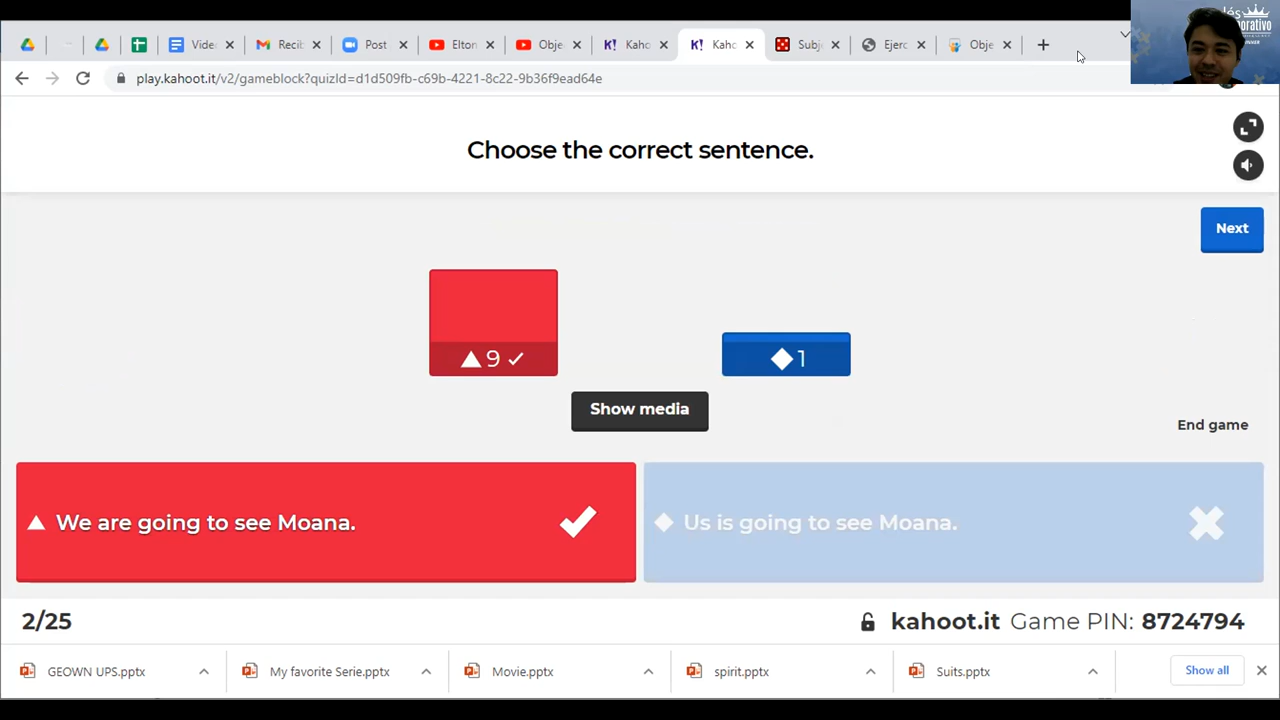 Vide
Recib
Post
Elton
Oxje
Kaho
Kaho
Subje
Ejerc
Obje
play.kahoot.it/v2/gameblock?quizId=d1d509fb-c69b-4221-8c22-9b36f9ead64e
Choose the correct sentence.
Next
9
1
Show media
End game
We are going to see Moana.
Us is going to see Moana.
2/25
kahoot.it Game PIN: 8724794
GEOWN UPS.pptx
My favorite Serie.pptx
Movie.pptx
spirit.pptx
Suits.pptx
Show all